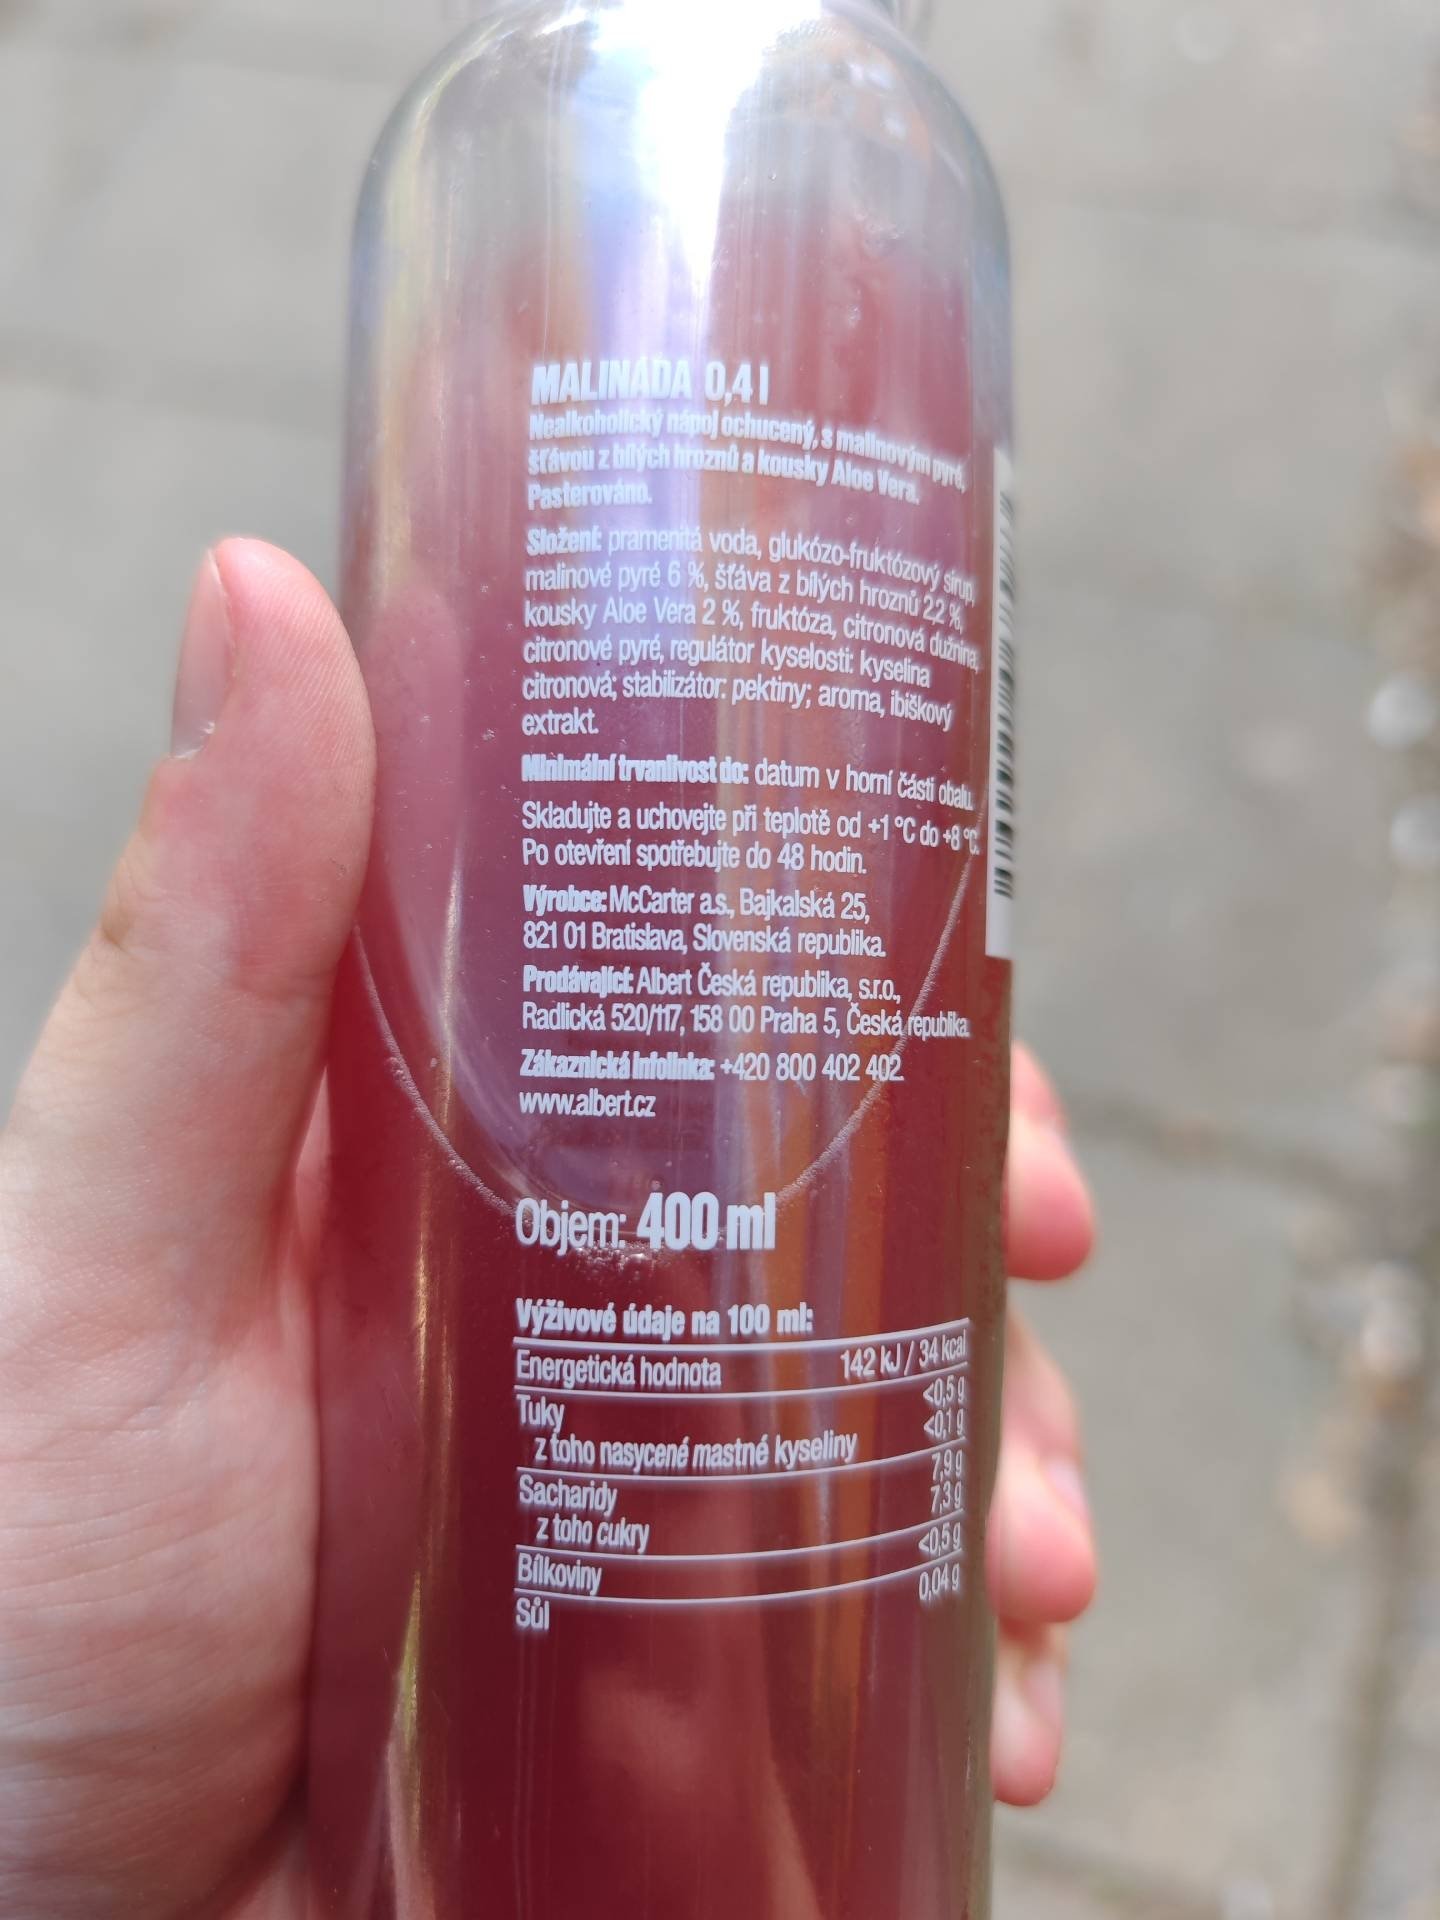 MALINÁDA 0,4 l
Nealkoholický nápoj ochucený, s malinovým pyré,
šťávou z bílých hroznů a kousky Aloe Vera.
Pasterováno.
Složení: pramenitá voda, glukózo-fruktózový sirup,
malinové pyré 6 %, šťáva z bílých hroznů 2,2 %,
kousky Aloe Vera 2 %, fruktóza, citronová dužnina,
citronové pyré, regulátor kyselosti: kyselina
citronová; stabilizátor: pektiny; aroma, ibiškový
extrakt.
Minimální trvanlivost do: datum v horní části obalu.
Skladujte a uchovejte při teplotě od +1 °C do +8 °C.
Po otevření spotřebujte do 48 hodin.
Výrobce: McCarter a.s., Bajkalská 25,
821 01 Bratislava, Slovenská republika.
Prodávající: Albert Česká republika, s.r.o.,
Radlická 520/117, 158 00 Praha 5, Česká republika.
Zákaznická infolinka: +420 800 402 402
www.albert.cz
Objem: 400 ml
Výživové údaje na 100 ml:
Energetická hodnota 142 kJ / 34 kcal
Tuky <0,5 g
z toho nasycené mastné kyseliny <0,1 g
Sacharidy 7,9 g
z toho cukry 7,3 g
Bílkoviny <0,5 g
Sůl 0,04 g